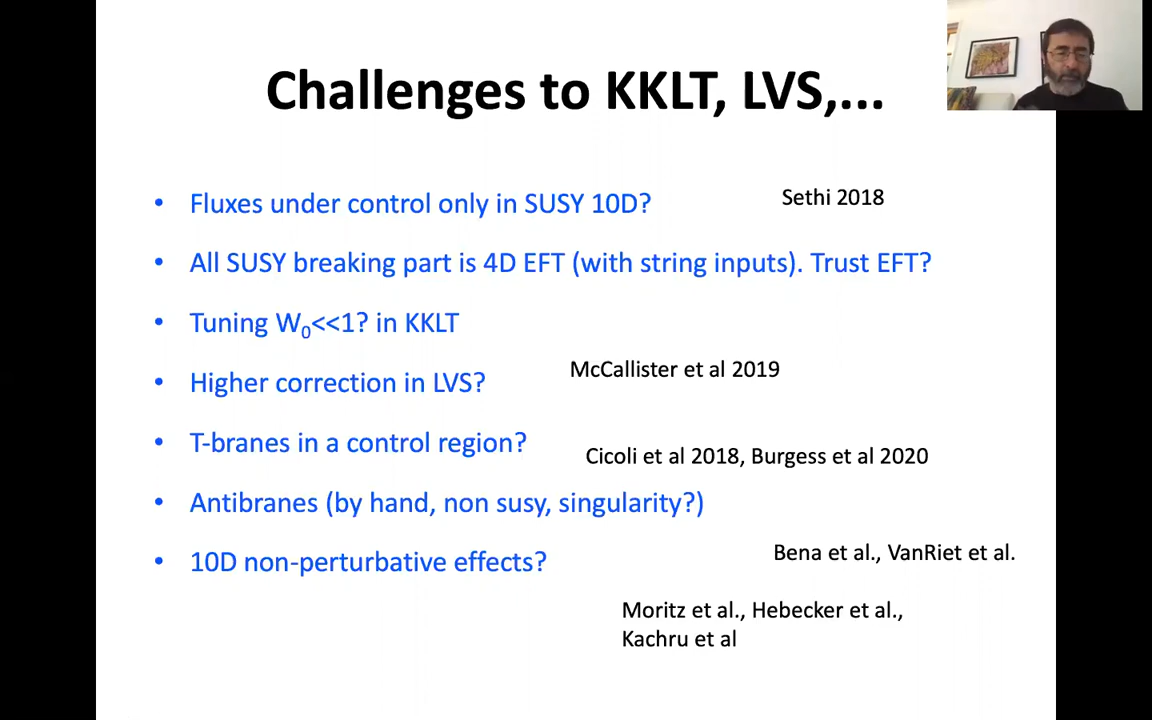 Challenges to KKLT, LVS,...
• Fluxes under control only in SUSY 10D?
Sethi 2018
• All SUSY breaking part is 4D EFT (with string inputs). Trust EFT?
• Tuning W₀<<1? in KKLT
McCallister et al 2019
• Higher correction in LVS?
• T-branes in a control region?
Cicoli et al 2018, Burgess et al 2020
• Antibranes (by hand, non susy, singularity?)
• 10D non-perturbative effects?
Bena et al., VanRiet et al.
Moritz et al., Hebecker et al.,
Kachru et al